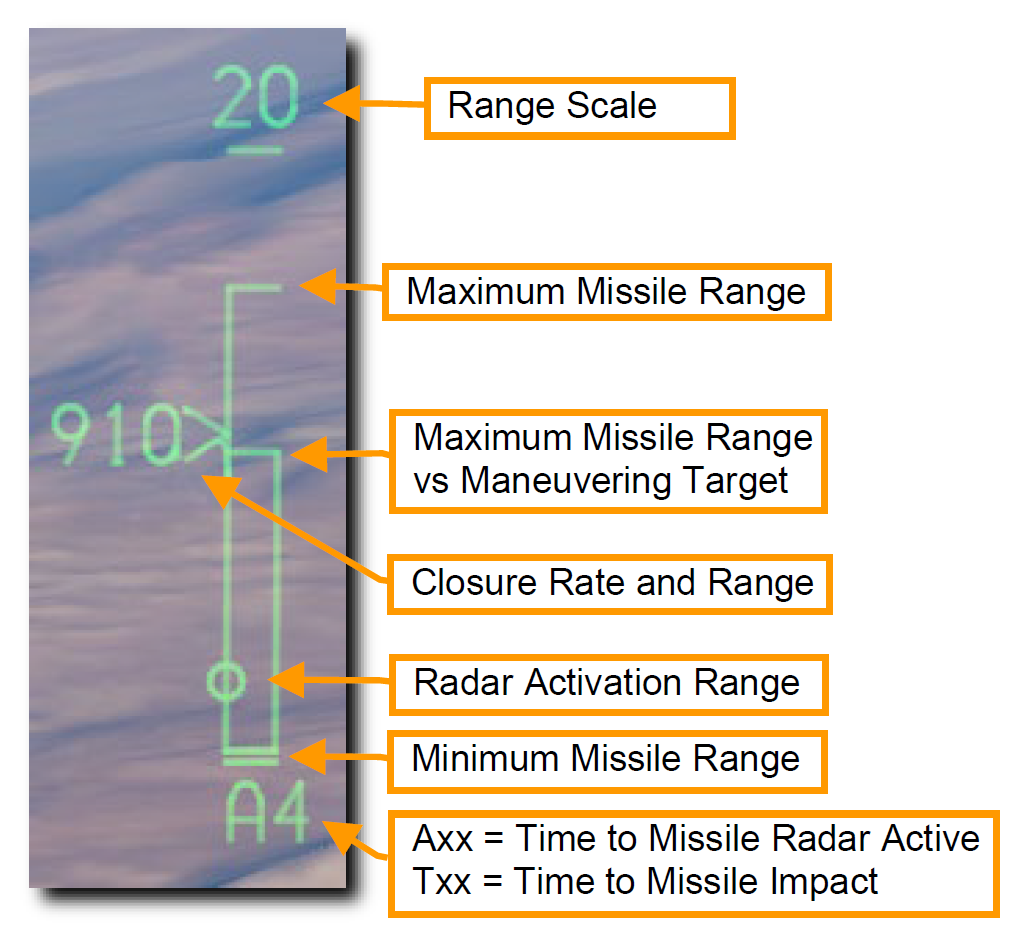 20
Range Scale
Maximum Missile Range
910
Maximum Missile Range
vs Maneuvering Target
Closure Rate and Range
Radar Activation Range
Minimum Missile Range
A4
Axx = Time to Missile Radar Active
Txx = Time to Missile Impact